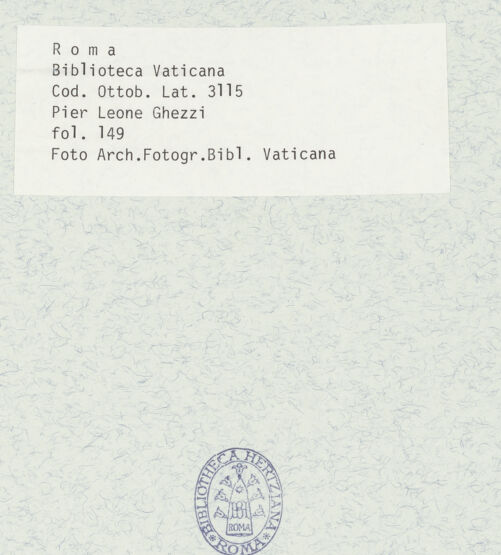 R o m a
Biblioteca Vaticana
Cod. Ottob. Lat. 3115
Pier Leone Ghezzi
fol. 149
Foto Arch.Fotogr.Bibl. Vaticana
BIBLIOTHECA HERTZIANA
ROMA
*ROMA*